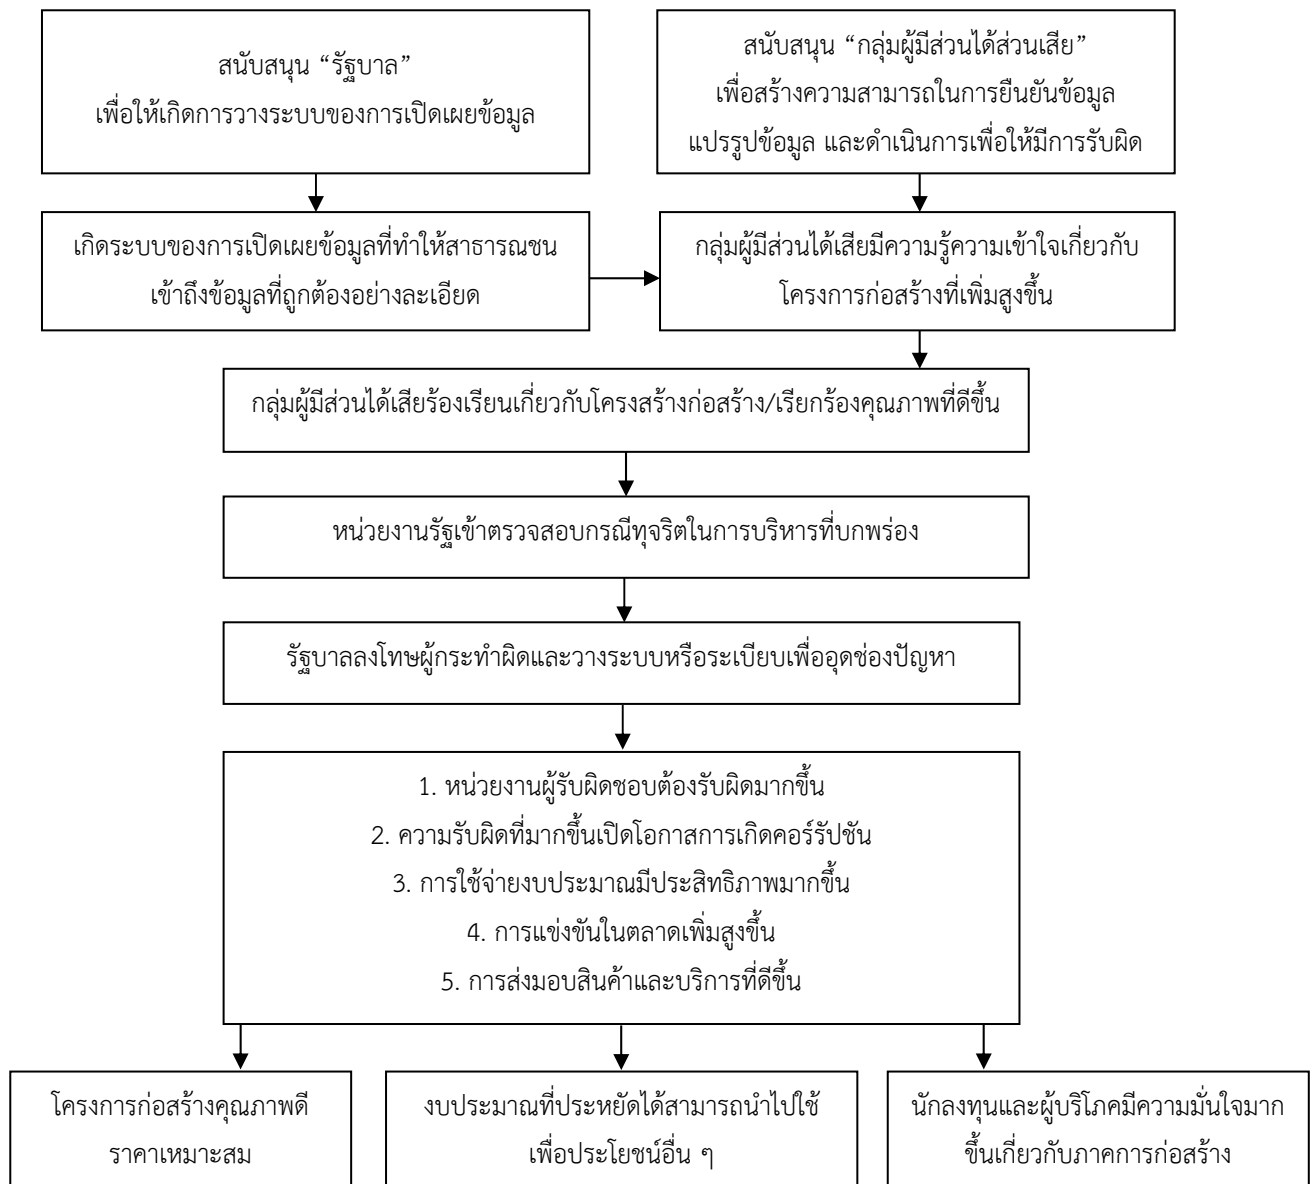 สนับสนุน “รัฐบาล”
เพื่อให้เกิดการวางระบบของการเปิดเผยข้อมูล
สนับสนุน “กลุ่มผู้มีส่วนได้ส่วนเสีย”
เพื่อสร้างความสามารถในการยืนยันข้อมูล
แปรรูปข้อมูล และดำเนินการเพื่อให้มีการรับผิด
เกิดระบบของการเปิดเผยข้อมูลที่ทำให้สาธารณชน
เข้าถึงข้อมูลที่ถูกต้องอย่างละเอียด
กลุ่มผู้มีส่วนได้เสียมีความรู้ความเข้าใจเกี่ยวกับ
โครงการก่อสร้างที่เพิ่มสูงขึ้น
กลุ่มผู้มีส่วนได้เสียร้องเรียนเกี่ยวกับโครงสร้างก่อสร้าง/เรียกร้องคุณภาพที่ดีขึ้น
หน่วยงานรัฐเข้าตรวจสอบกรณีทุจริตในการบริหารที่บกพร่อง
รัฐบาลลงโทษผู้กระทำผิดและวางระบบหรือระเบียบเพื่ออุดช่องปัญหา
1. หน่วยงานผู้รับผิดชอบต้องรับผิดมากขึ้น
2. ความรับผิดที่มากขึ้นเปิดโอกาสการเกิดคอร์รัปชัน
3. การใช้จ่ายงบประมาณมีประสิทธิภาพมากขึ้น
4. การแข่งขันในตลาดเพิ่มสูงขึ้น
5. การส่งมอบสินค้าและบริการที่ดีขึ้น
โครงการก่อสร้างคุณภาพดี
ราคาเหมาะสม
งบประมาณที่ประหยัดได้สามารถนำไปใช้
เพื่อประโยชน์อื่น ๆ
นักลงทุนและผู้บริโภคมีความมั่นใจมาก
ขึ้นเกี่ยวกับภาคการก่อสร้าง